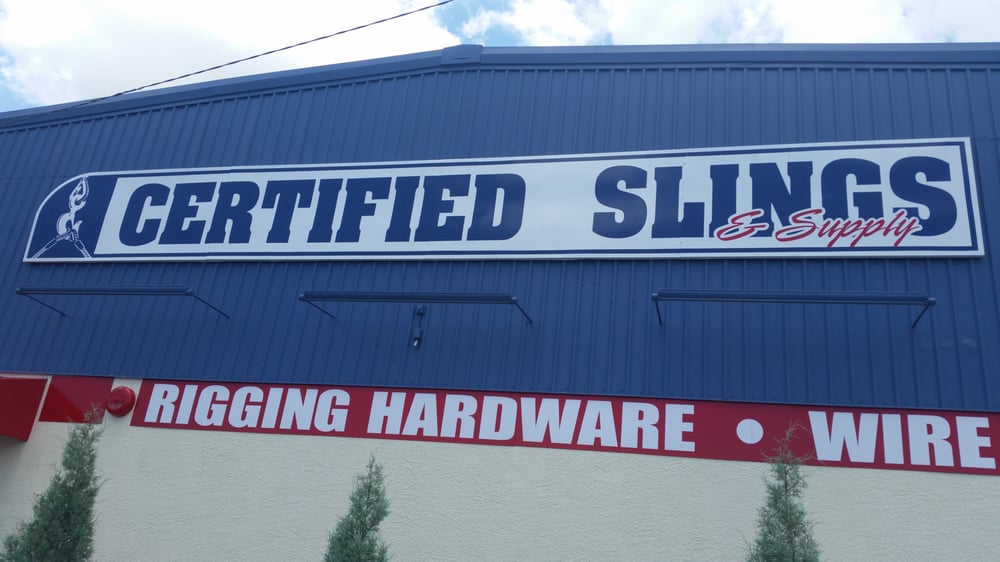 CERTIFIED SLINGS
& Supply
RIGGING HARDWARE • WIRE